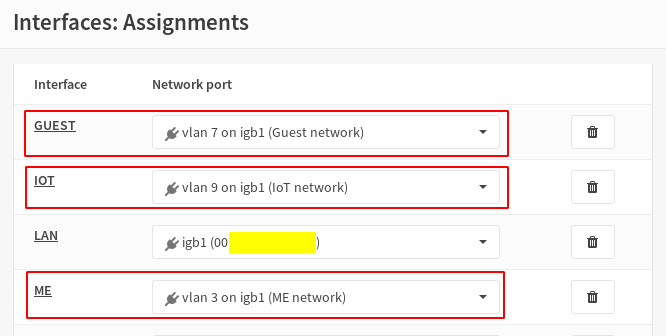 Interfaces: Assignments
Interface Network port
GUEST vlan 7 on igb1 (Guest network)
IOT vlan 9 on igb1 (IoT network)
LAN igb1 (00 )
ME vlan 3 on igb1 (ME network)